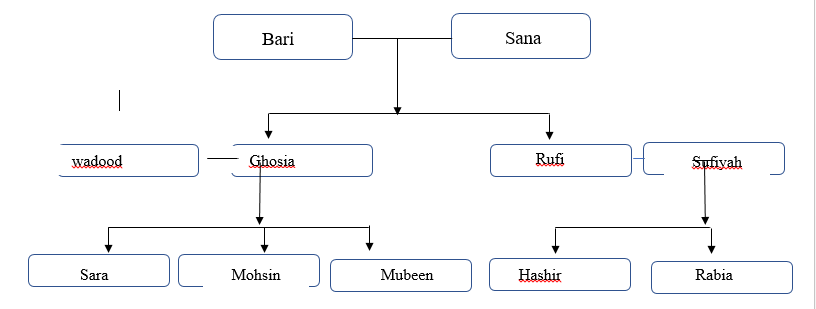 Bari
Sana
wadood
Ghosia
Rufi
Sufiyah
Sara
Mohsin
Mubeen
Hashir
Rabia